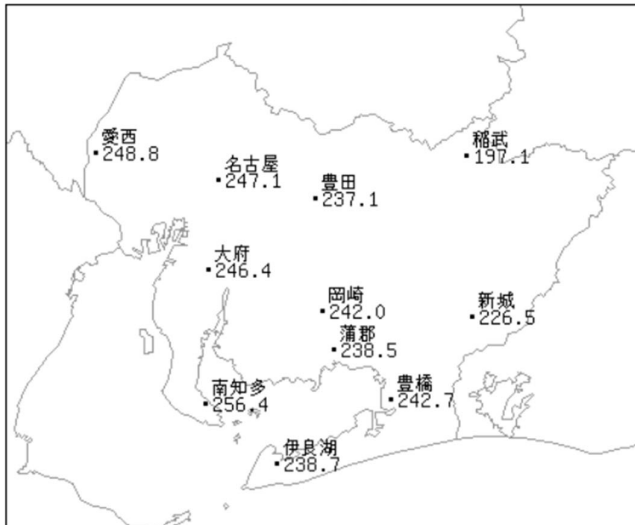 愛西
248.8
名古屋
247.1
豊田
237.1
稲武
197.1
大府
246.4
岡崎
242.0
蒲郡
238.5
新城
226.5
南知多
256.4
豊橋
242.7
伊良湖
238.7